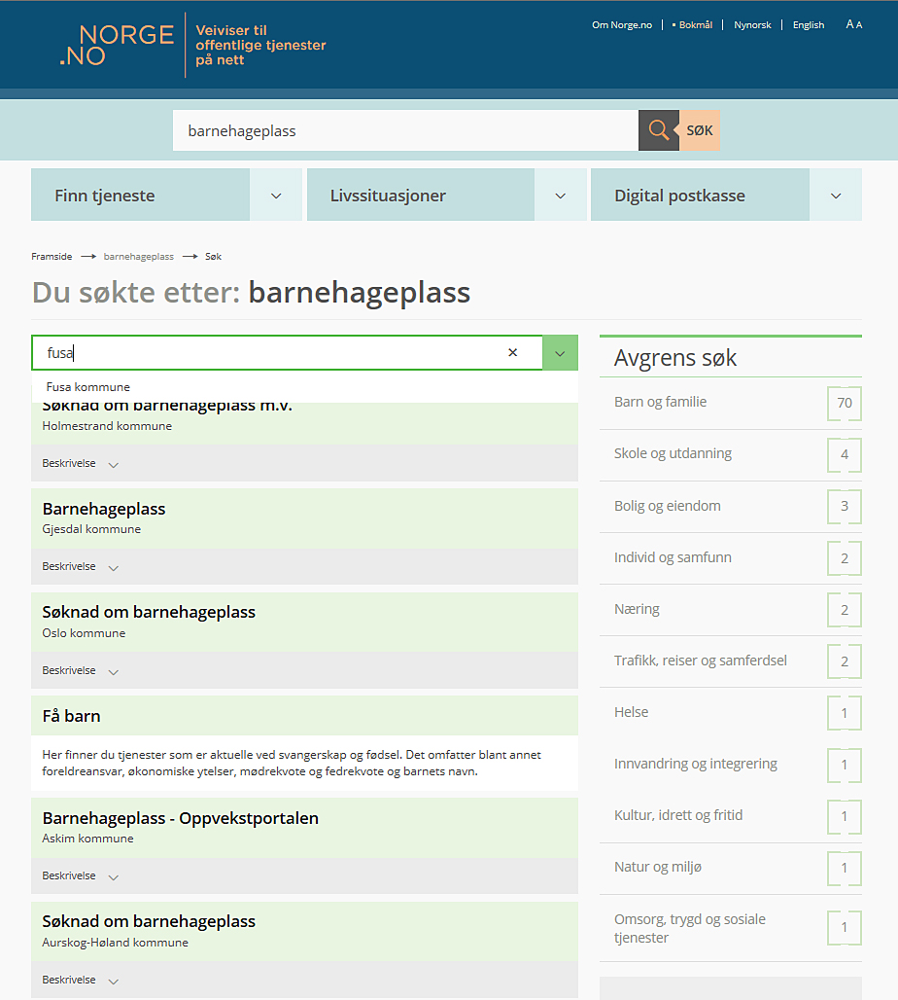 NORGE
.NO
Veiviser til
offentlige tjenester
på nett
Om Norge.no
Bokmål
Nynorsk
English
A A
barnehageplass
SØK
Finn tjeneste
Livssituasjoner
Digital postkasse
Framside → barnehageplass → Søk
Du søkte etter: barnehageplass
fusa
Fusa kommune
Søknad om barnehageplass m.v.
Holmestrand kommune
Beskrivelse
Barnehageplass
Gjesdal kommune
Beskrivelse
Søknad om barnehageplass
Oslo kommune
Beskrivelse
Få barn
Her finner du tjenester som er aktuelle ved svangerskap og fødsel. Det omfatter blant annet
foreldreansvar, økonomiske ytelser, mødrekvote og fedrekvote og barnets navn.
Barnehageplass - Oppvekstportalen
Askim kommune
Beskrivelse
Søknad om barnehageplass
Aurskog-Høland kommune
Beskrivelse
Avgrens søk
Barn og familie 70
Skole og utdanning 4
Bolig og eiendom 3
Individ og samfunn 2
Næring 2
Trafikk, reiser og samferdsel 2
Helse 1
Innvandring og integrering 1
Kultur, idrett og fritid 1
Natur og miljø 1
Omsorg, trygd og sosiale
tjenester 1